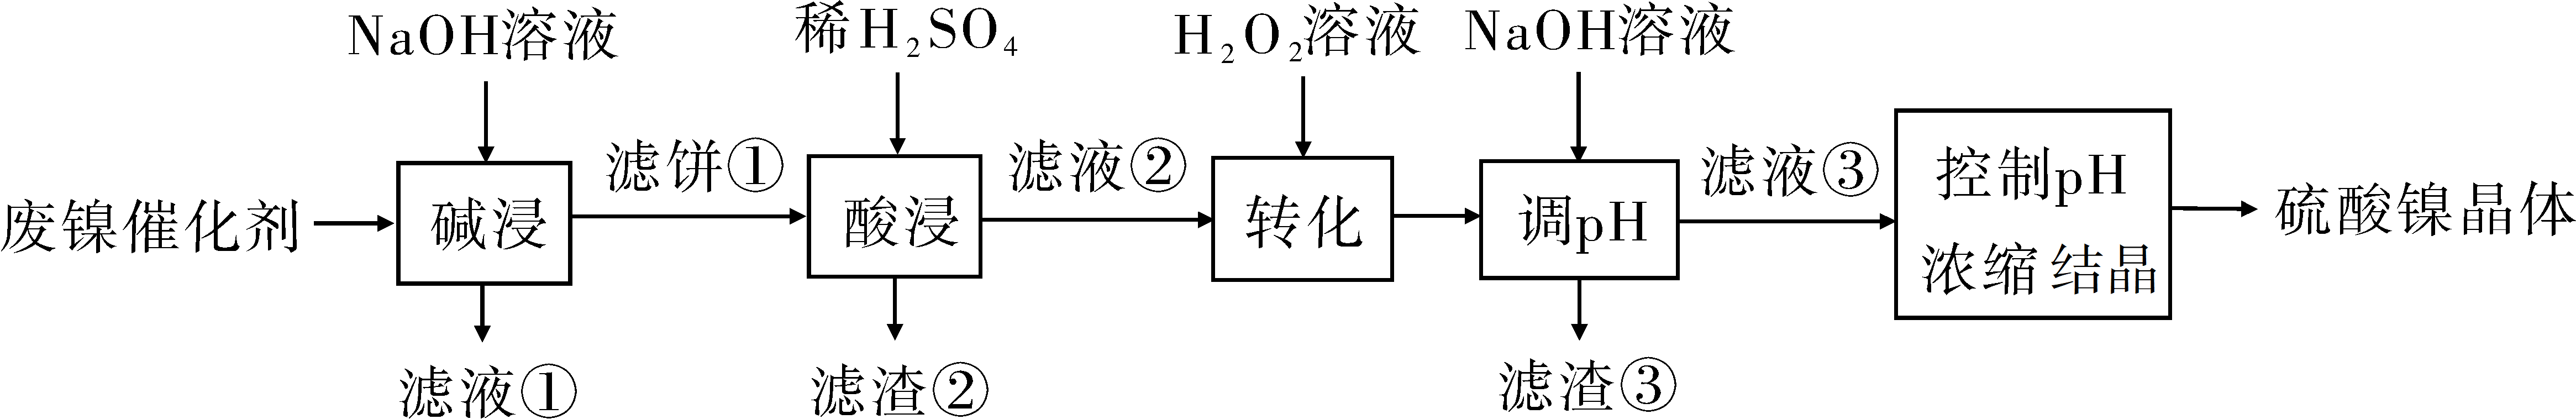 NaOH溶液
稀H₂SO₄
H₂O₂溶液
NaOH溶液
废镍催化剂
碱浸
滤饼①
酸浸
滤液②
转化
调pH
滤液③
控制pH
浓缩结晶
硫酸镍晶体
滤液①
滤渣②
滤渣③